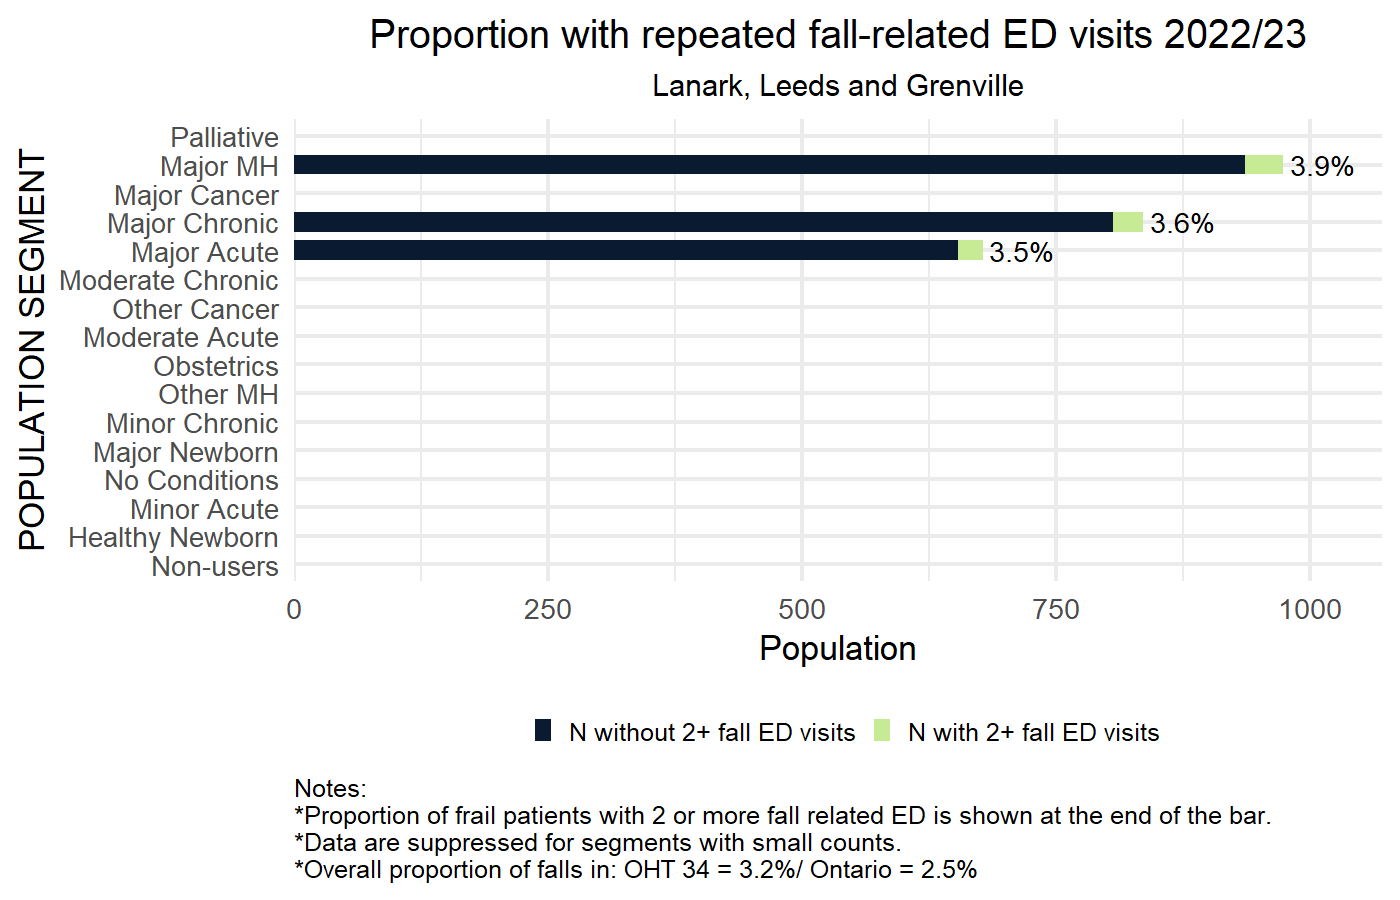 Proportion with repeated fall-related ED visits 2022/23
Lanark, Leeds and Grenville
POPULATION SEGMENT
Palliative
Major MH
3.9%
Major Cancer
Major Chronic
3.6%
Major Acute
3.5%
Moderate Chronic
Other Cancer
Moderate Acute
Obstetrics
Other MH
Minor Chronic
Major Newborn
No Conditions
Minor Acute
Healthy Newborn
Non-users
0 250 500 750 1000
Population
N without 2+ fall ED visits N with 2+ fall ED visits
Notes:
*Proportion of frail patients with 2 or more fall related ED is shown at the end of the bar.
*Data are suppressed for segments with small counts.
*Overall proportion of falls in: OHT 34 = 3.2%/ Ontario = 2.5%